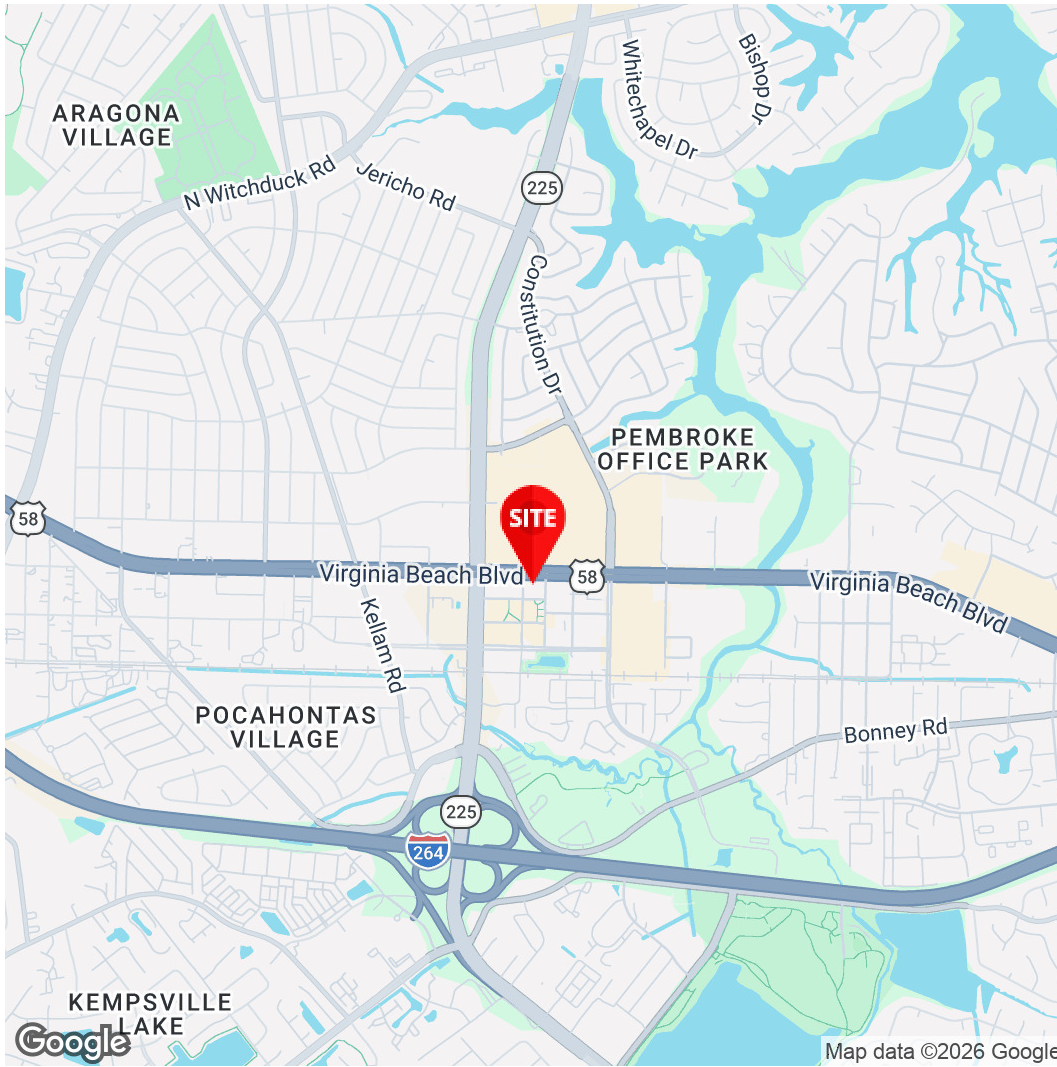 Whitechapel Dr
Bishop Dr
ARAGONA
VILLAGE
N Witchduck Rd
Jericho Rd
225
Constitution Dr
PEMBROKE
OFFICE PARK
SITE
58
Virginia Beach Blvd
58
Virginia Beach Blvd
Kellam Rd
POCAHONTAS
VILLAGE
Bonney Rd
225
264
KEMPSVILLE
LAKE
Google
Map data ©2026 Google